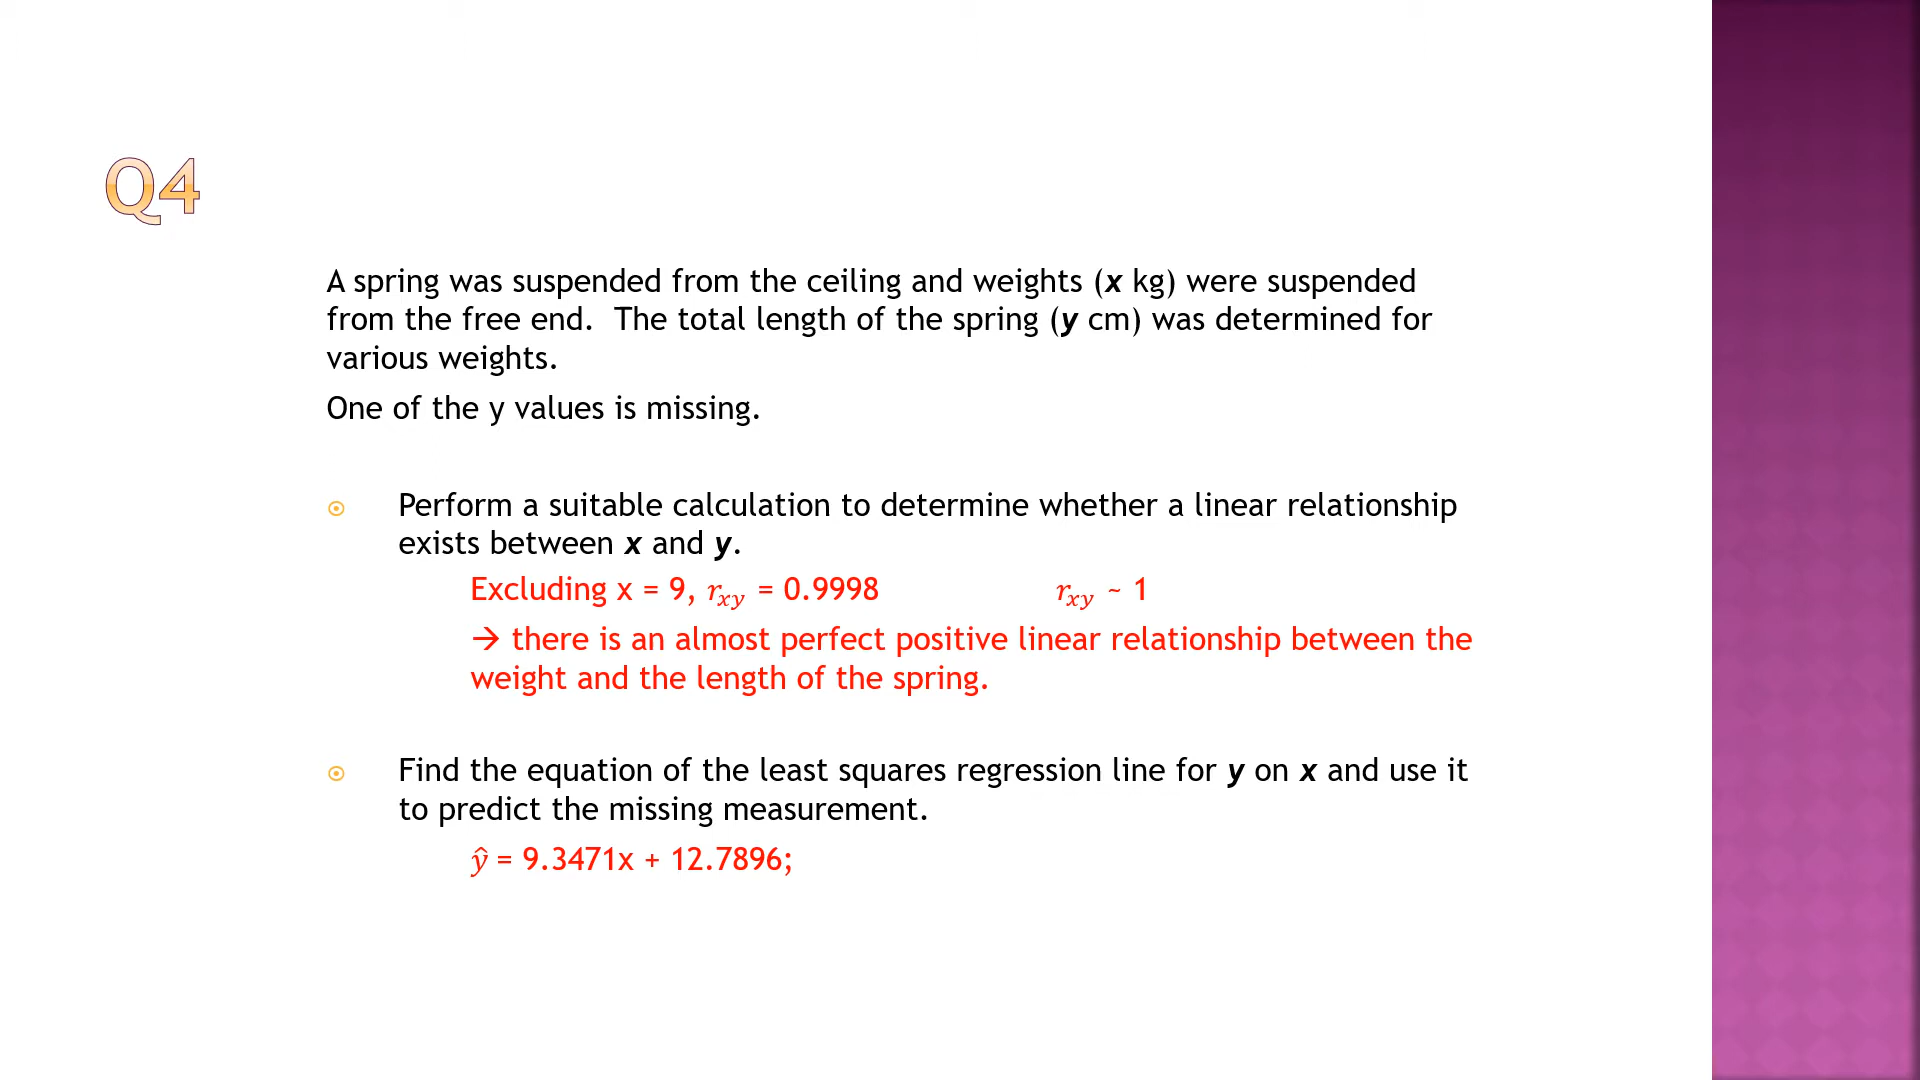 Q4
A spring was suspended from the ceiling and weights (x kg) were suspended
from the free end. The total length of the spring (y cm) was determined for
various weights.
One of the y values is missing.
Perform a suitable calculation to determine whether a linear relationship
exists between x and y.
Excluding x = 9, r_xy = 0.9998 r_xy ~ 1
→ there is an almost perfect positive linear relationship between the
weight and the length of the spring.
Find the equation of the least squares regression line for y on x and use it
to predict the missing measurement.
ŷ = 9.3471x + 12.7896;